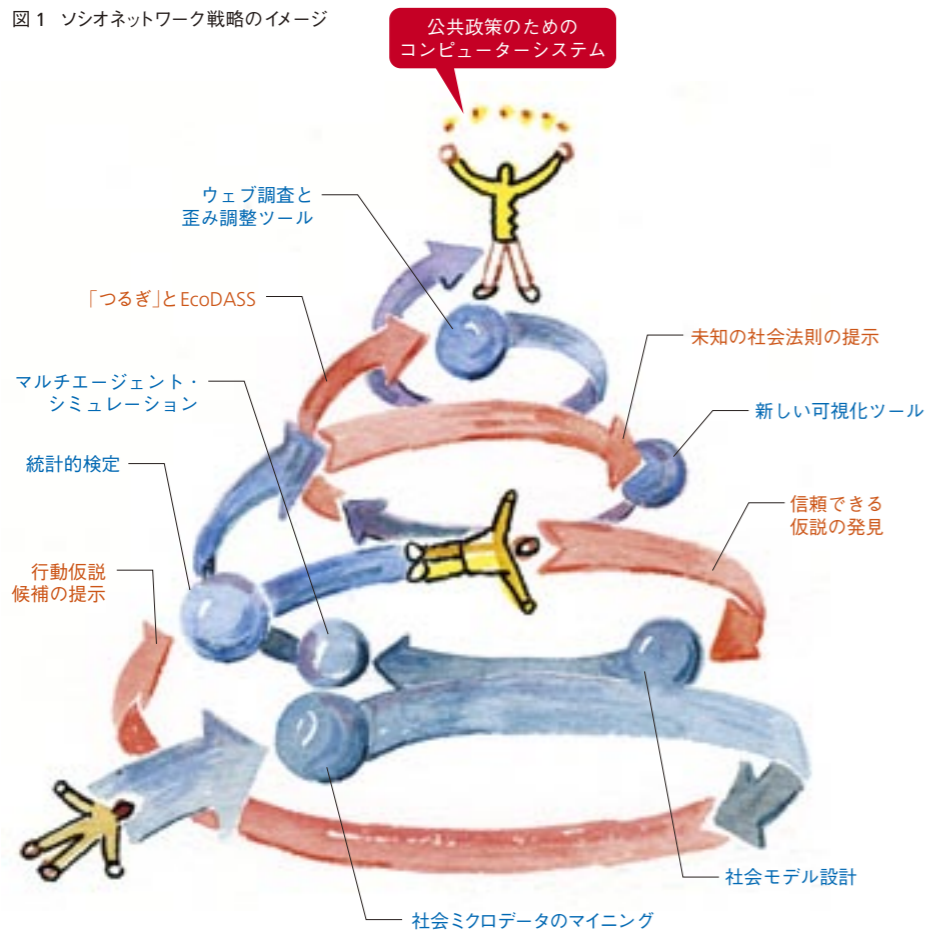 図1 ソシオネットワーク戦略のイメージ
公共政策のための
コンピューターシステム
ウェブ調査と
歪み調整ツール
「つるぎ」とEcoDASS
未知の社会法則の提示
マルチエージェント・
シミュレーション
新しい可視化ツール
統計的検定
信頼できる
仮説の発見
行動仮説
候補の提示
社会モデル設計
社会ミクロデータのマイニング